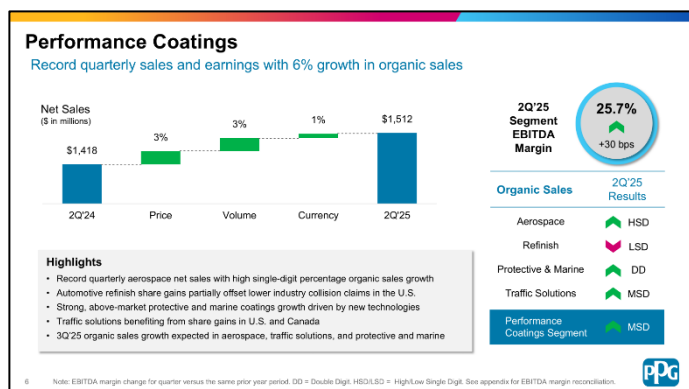 Performance Coatings
Record quarterly sales and earnings with 6% growth in organic sales
Net Sales
($ in millions)
$1,418
3%
3%
1%
$1,512
2Q'24
Price
Volume
Currency
2Q'25
2Q'25
Segment
EBITDA
Margin
25.7%
+30 bps
Organic Sales
2Q'25
Results
Aerospace
HSD
Refinish
LSD
Protective & Marine
DD
Traffic Solutions
MSD
Performance
Coatings Segment
MSD
Highlights
• Record quarterly aerospace net sales with high single-digit percentage organic sales growth
• Automotive refinish share gains partially offset lower industry collision claims in the U.S.
• Strong, above-market protective and marine coatings growth driven by new technologies
• Traffic solutions benefiting from share gains in U.S. and Canada
• 3Q'25 organic sales growth expected in aerospace, traffic solutions, and protective and marine
6
Note: EBITDA margin change for quarter versus the same prior year period. DD = Double Digit. HSD/LSD = High/Low Single Digit. See appendix for EBITDA margin reconciliation.
PPG